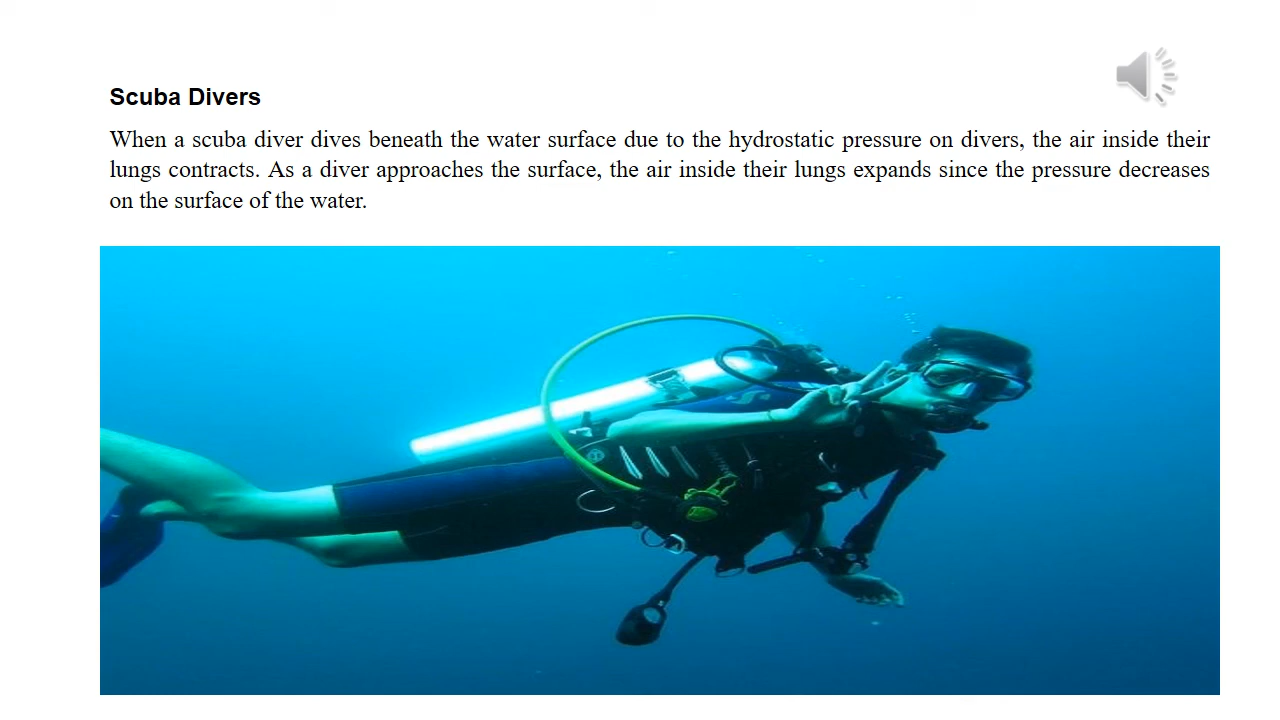 Scuba Divers
When a scuba diver dives beneath the water surface due to the hydrostatic pressure on divers, the air inside their
lungs contracts. As a diver approaches the surface, the air inside their lungs expands since the pressure decreases
on the surface of the water.